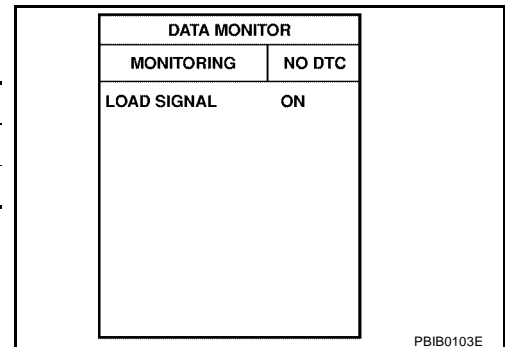 DATA MONITOR
MONITORING NO DTC
LOAD SIGNAL ON
PBIB0103E